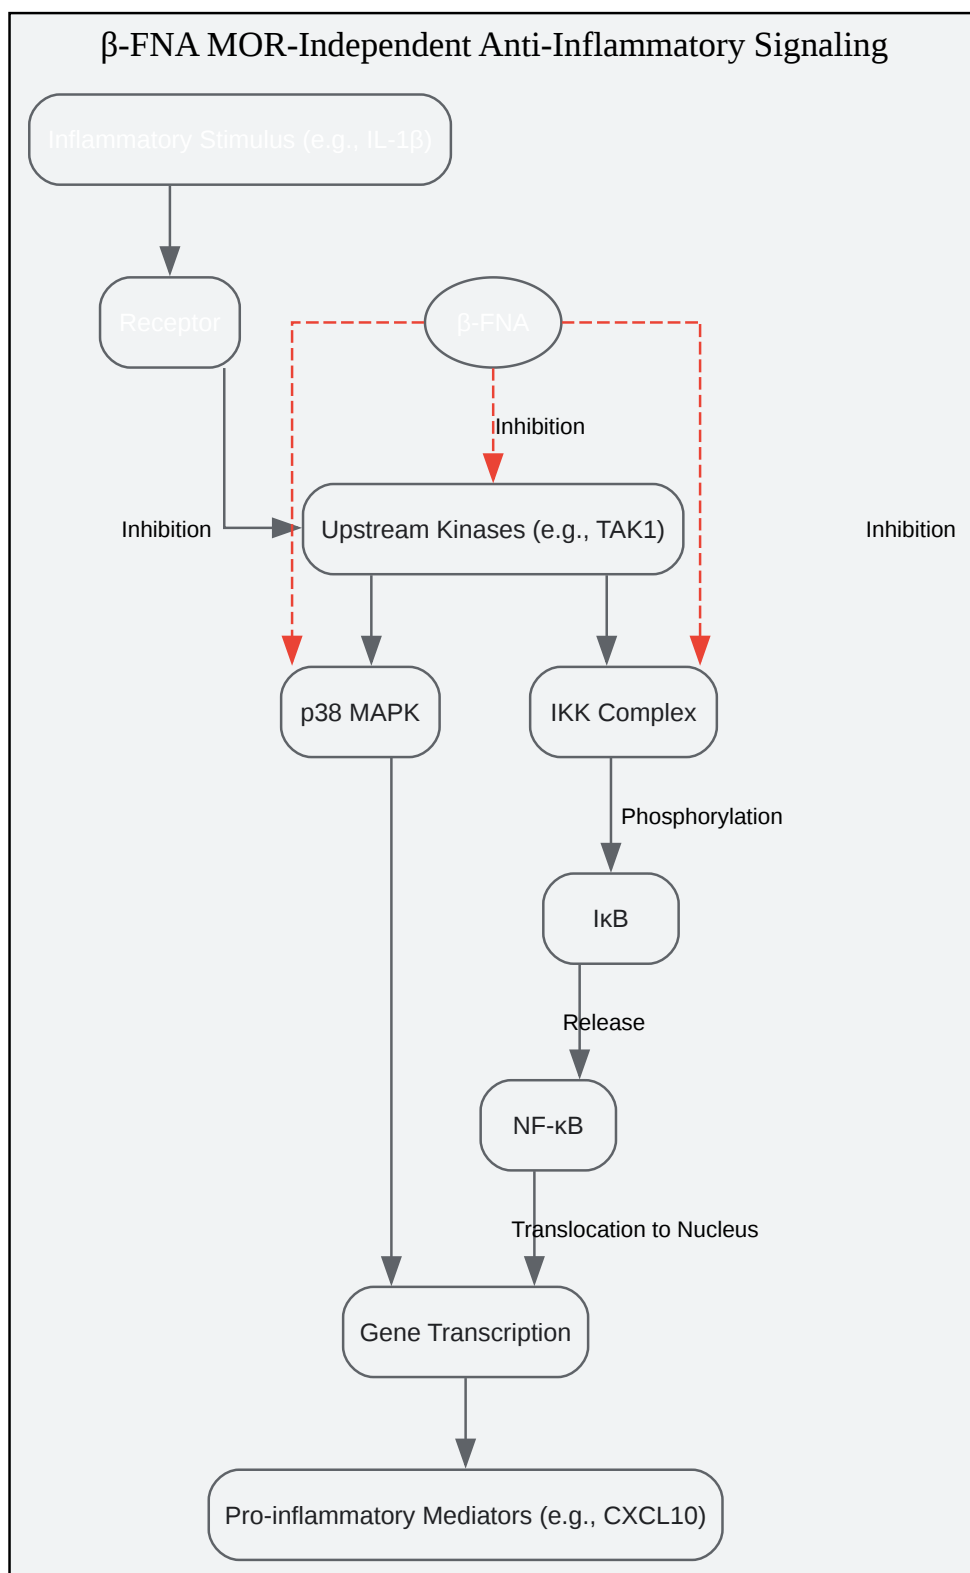 β-FNA MOR-Independent Anti-Inflammatory Signaling
Inflammatory Stimulus (e.g., IL-1β)
Receptor
β-FNA
Inhibition
Inhibition
Upstream Kinases (e.g., TAK1)
Inhibition
p38 MAPK
IKK Complex
Phosphorylation
IκB
Release
NF-κB
Translocation to Nucleus
Gene Transcription
Pro-inflammatory Mediators (e.g., CXCL10)